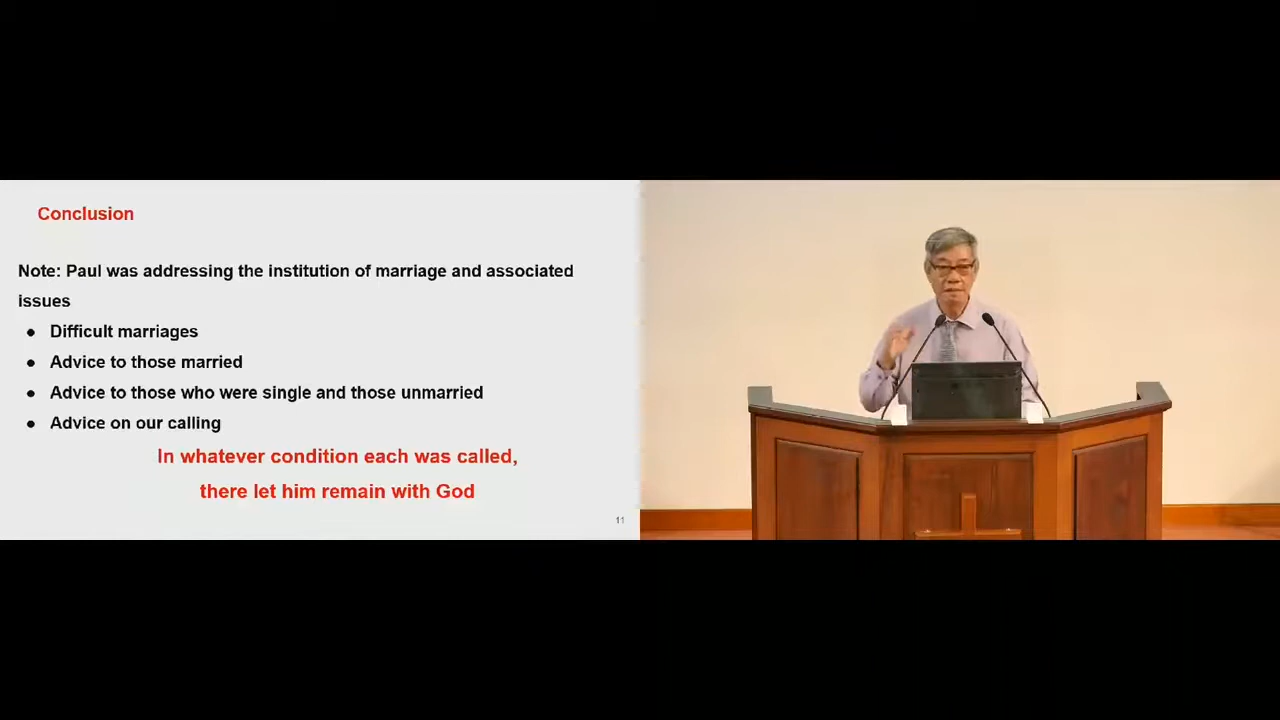 Conclusion
Note: Paul was addressing the institution of marriage and associated
issues
● Difficult marriages
● Advice to those married
● Advice to those who were single and those unmarried
● Advice on our calling
In whatever condition each was called,
there let him remain with God
11